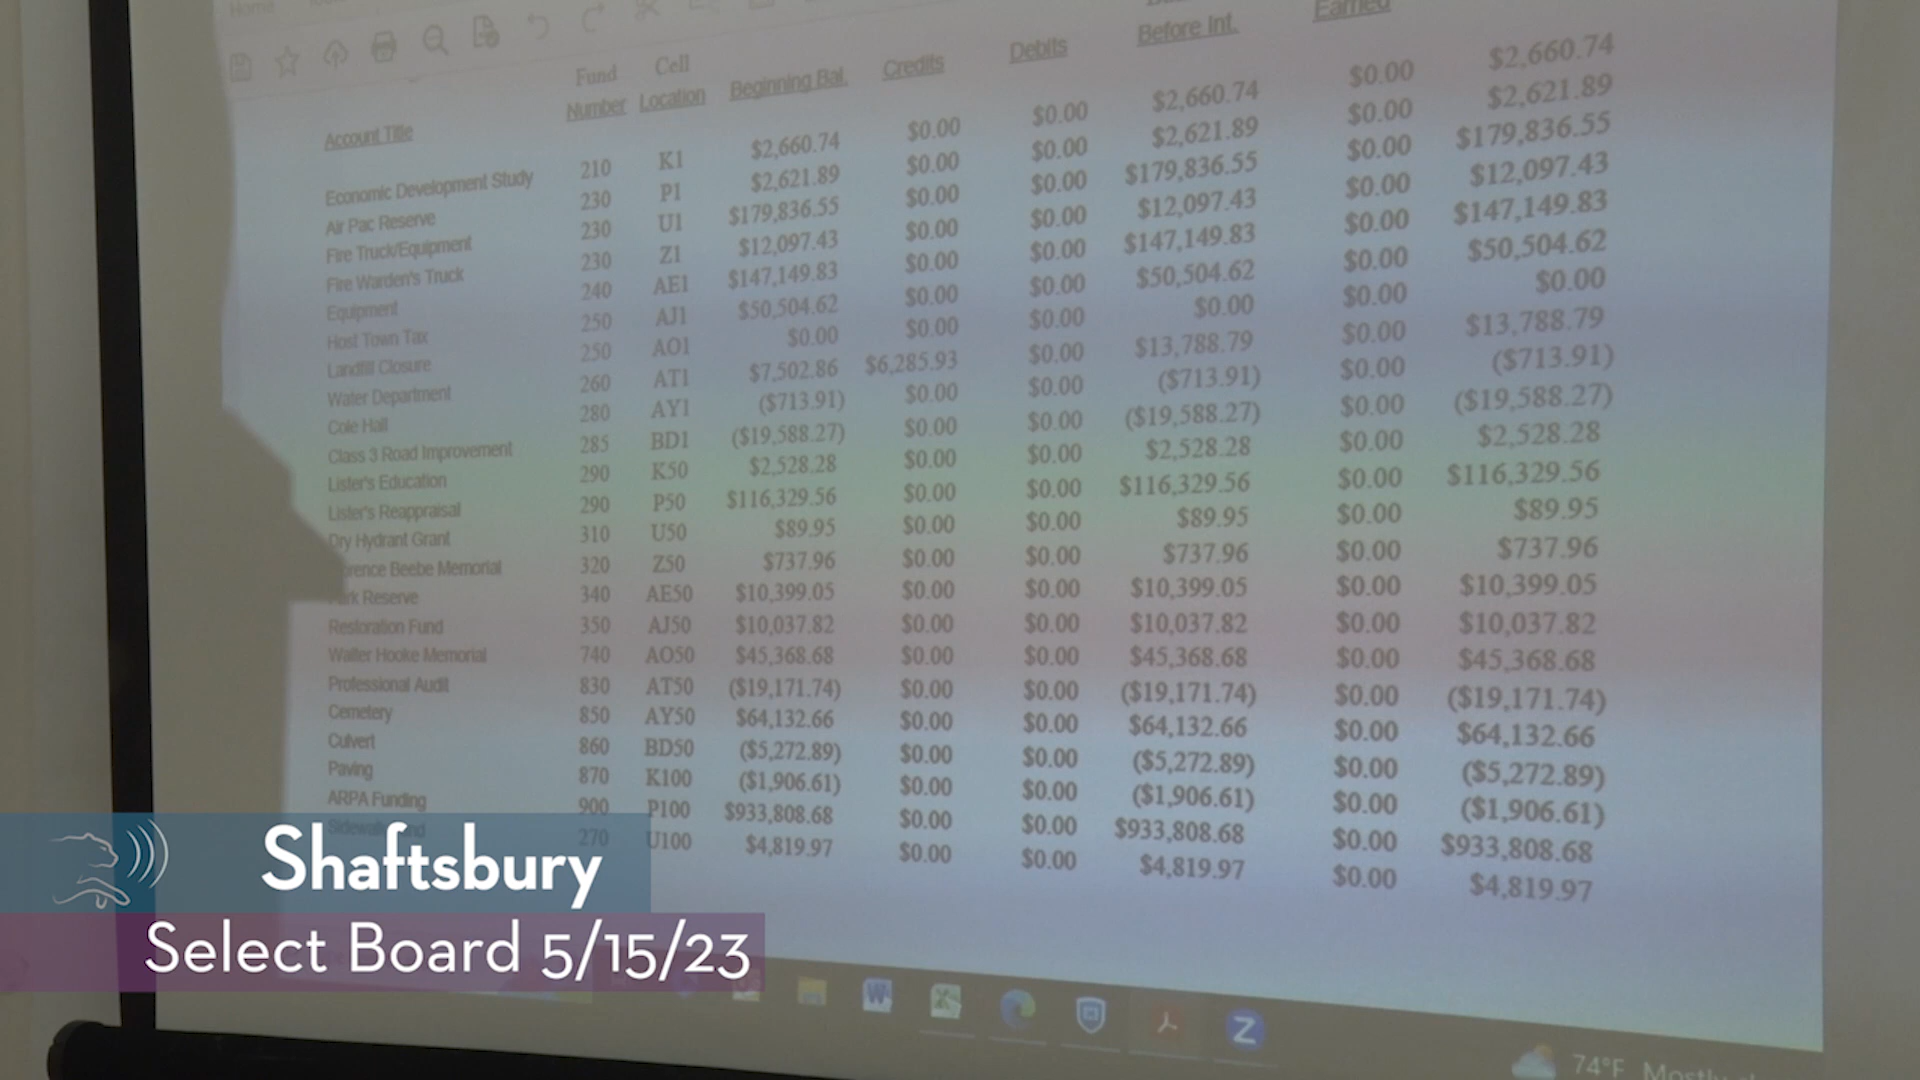 Home
Before Int.
Earned
Fund Cell
Account Title Number Location Beginning Bal. Credits Debits
Economic Development Study 210 K1 $2,660.74 $0.00 $0.00 $2,660.74 $0.00 $2,660.74
Air Pac Reserve 230 P1 $2,621.89 $0.00 $0.00 $2,621.89 $0.00 $2,621.89
Fire Truck/Equipment 230 U1 $179,836.55 $0.00 $0.00 $179,836.55 $0.00 $179,836.55
Fire Warden's Truck 230 Z1 $12,097.43 $0.00 $0.00 $12,097.43 $0.00 $12,097.43
Equipment 240 AE1 $147,149.83 $0.00 $0.00 $147,149.83 $0.00 $147,149.83
Host Town Tax 250 AJ1 $50,504.62 $0.00 $0.00 $50,504.62 $0.00 $50,504.62
Landfill Closure 250 AO1 $0.00 $0.00 $0.00 $0.00 $0.00 $0.00
Water Department 260 AT1 $7,502.86 $6,285.93 $0.00 $13,788.79 $0.00 $13,788.79
Cole Hall 280 AY1 ($713.91) $0.00 $0.00 ($713.91) $0.00 ($713.91)
Class 3 Road Improvement 285 BD1 ($19,588.27) $0.00 $0.00 ($19,588.27) $0.00 ($19,588.27)
Lister's Education 290 K50 $2,528.28 $0.00 $0.00 $2,528.28 $0.00 $2,528.28
Lister's Reappraisal 290 P50 $116,329.56 $0.00 $0.00 $116,329.56 $0.00 $116,329.56
Dry Hydrant Grant 310 U50 $89.95 $0.00 $0.00 $89.95 $0.00 $89.95
rence Beebe Memorial 320 Z50 $737.96 $0.00 $0.00 $737.96 $0.00 $737.96
rk Reserve 340 AE50 $10,399.05 $0.00 $0.00 $10,399.05 $0.00 $10,399.05
Restoration Fund 350 AJ50 $10,037.82 $0.00 $0.00 $10,037.82 $0.00 $10,037.82
Walter Hooke Memorial 740 AO50 $45,368.68 $0.00 $0.00 $45,368.68 $0.00 $45,368.68
Professional Audit 830 AT50 ($19,171.74) $0.00 $0.00 ($19,171.74) $0.00 ($19,171.74)
Cemetery 850 AY50 $64,132.66 $0.00 $0.00 $64,132.66 $0.00 $64,132.66
Culvert 860 BD50 ($5,272.89) $0.00 $0.00 ($5,272.89) $0.00 ($5,272.89)
Paving 870 K100 ($1,906.61) $0.00 $0.00 ($1,906.61) $0.00 ($1,906.61)
ARPA Funding 900 P100 $933,808.68 $0.00 $0.00 $933,808.68 $0.00 $933,808.68
270 U100 $4,819.97 $0.00 $0.00 $4,819.97 $0.00 $4,819.97
Shaftsbury
Select Board 5/15/23
74°F